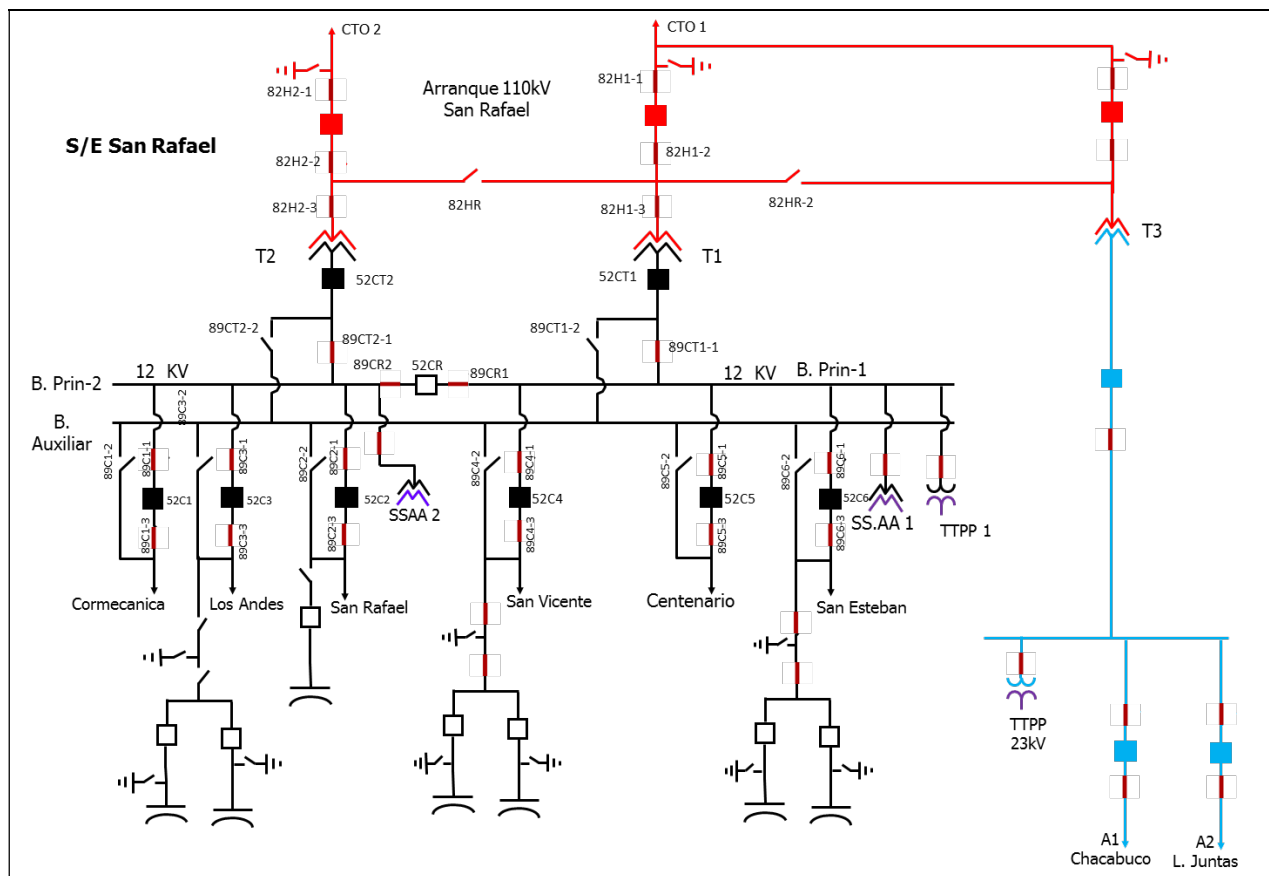 CTO 2
CTO 1
82H2-1
Arranque 110kV
San Rafael
82H1-1
S/E San Rafael
82H2-2
82H1-2
82HR
82HR-2
82H2-3
82H1-3
T2
T1
T3
52CT2
52CT1
89CT2-2
89CT2-1
89CT1-2
89CT1-1
89CR2
52CR
89CR1
B. Prin-2
12 KV
12 KV
B. Prin-1
89C3-2
B.
Auxiliar
89C1-2
89C1-1
89C3-1
89C2-2
89C2-1
89C4-2
89C4-1
89C5-2
89C5-1
89C6-2
89C6-1
52C1
52C3
52C2
52C4
52C5
52C6
SSAA 2
SS.AA 1
TTPP 1
89C1-3
89C3-3
89C2-3
89C4-3
89C5-3
89C6-3
Cormecanica
Los Andes
San Rafael
San Vicente
Centenario
San Esteban
TTPP
23kV
A1
Chacabuco
A2
L. Juntas